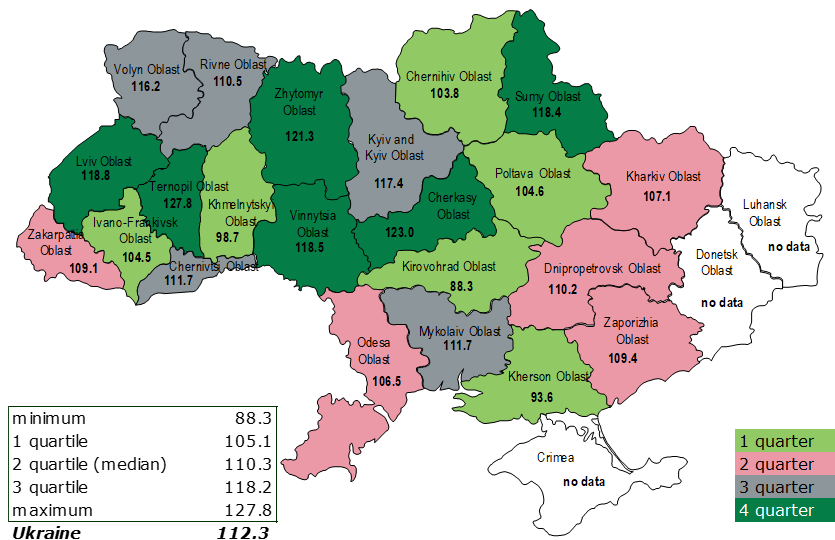 Volyn Oblast
116.2
Rivne Oblast
110.5
Zhytomyr
Oblast
121.3
Kyiv and
Kyiv Oblast
117.4
Chernihiv Oblast
103.8
Sumy Oblast
118.4
Lviv Oblast
118.8
Ternopil Oblast
127.8
Khmelnytskyi
Oblast
98.7
Vinnytsia
Oblast
118.5
Cherkasy
Oblast
123.0
Poltava Oblast
104.6
Kharkiv Oblast
107.1
Luhansk
Oblast
no data
Zakarpattia
Oblast
109.1
Ivano-Frankivsk
Oblast
104.5
Chernivtsi Oblast
111.7
Kirovohrad Oblast
88.3
Dnipropetrovsk Oblast
110.2
Donetsk
Oblast
no data
Odesa
Oblast
106.5
Mykolaiv Oblast
111.7
Zaporizhia
Oblast
109.4
Kherson Oblast
93.6
Crimea
no data
minimum 88.3
1 quartile 105.1
2 quartile (median) 110.3
3 quartile 118.2
maximum 127.8
Ukraine 112.3
1 quarter
2 quarter
3 quarter
4 quarter